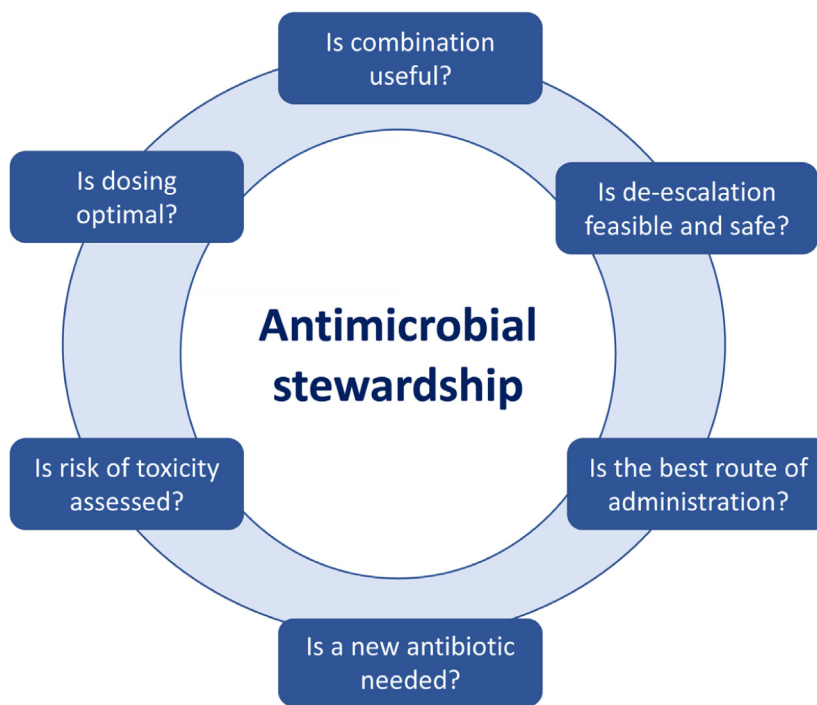 Is combination
useful?
Is dosing
optimal?
Is de-escalation
feasible and safe?
Antimicrobial
stewardship
Is risk of toxicity
assessed?
Is the best route of
administration?
Is a new antibiotic
needed?